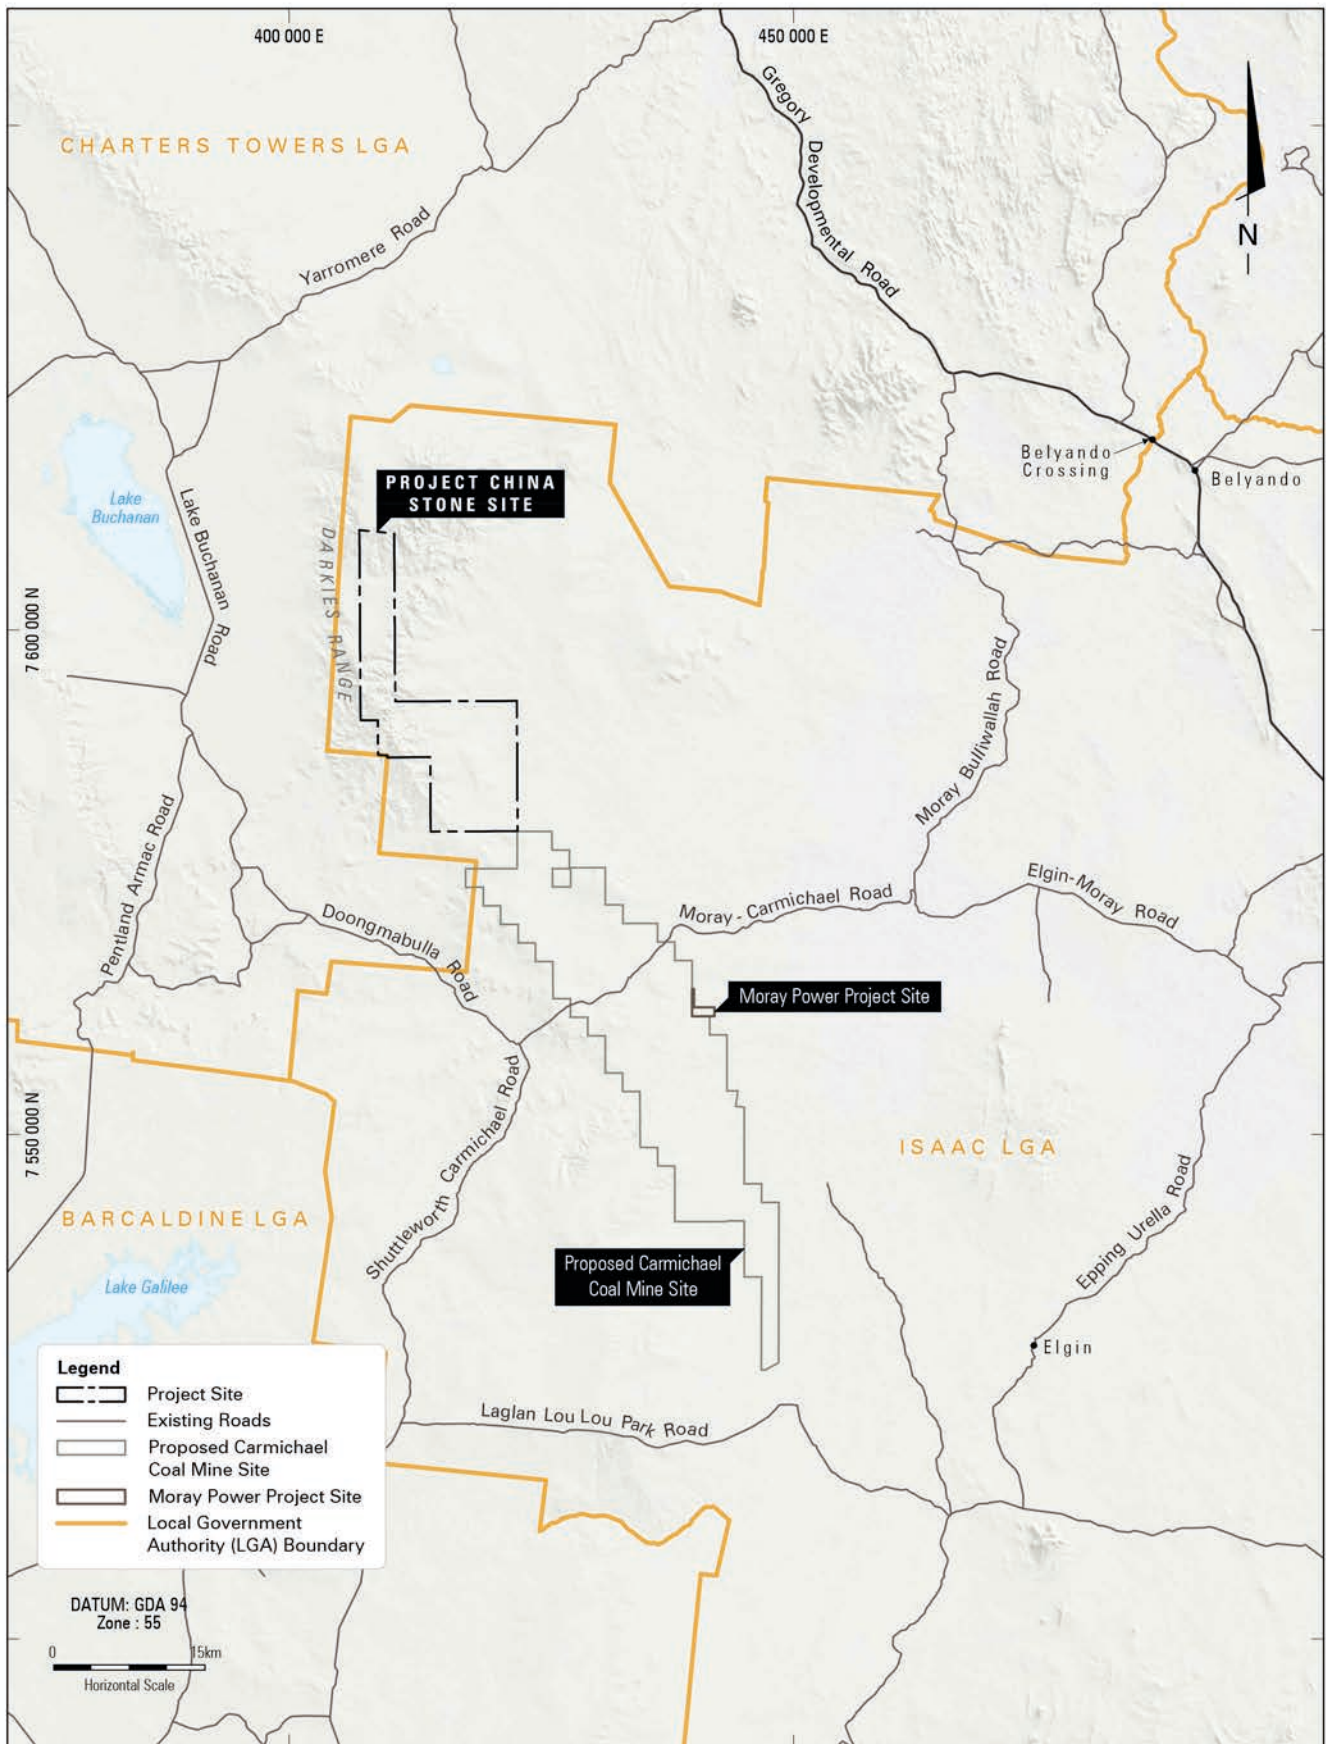 400 000 E
450 000 E
Gregory Developmental Road
CHARTERS TOWERS LGA
Yarromere Road
N
Belyando
Crossing
Belyando
PROJECT CHINA
STONE SITE
Lake
Buchanan
Lake Buchanan Road
DARKIES RANGE
7 600 000 N
Moray Bulliwallah Road
Pentland Armac Road
Doongmabulla Road
Moray - Carmichael Road
Elgin-Moray Road
Moray Power Project Site
Shuttleworth Carmichael Road
7 550 000 N
ISAAC LGA
BARCALDINE LGA
Epping Urella Road
Lake Galilee
Proposed Carmichael
Coal Mine Site
Elgin
Laglan Lou Lou Park Road
Legend
Project Site
Existing Roads
Proposed Carmichael
Coal Mine Site
Moray Power Project Site
Local Government
Authority (LGA) Boundary
DATUM: GDA 94
Zone : 55
0 15km
Horizontal Scale